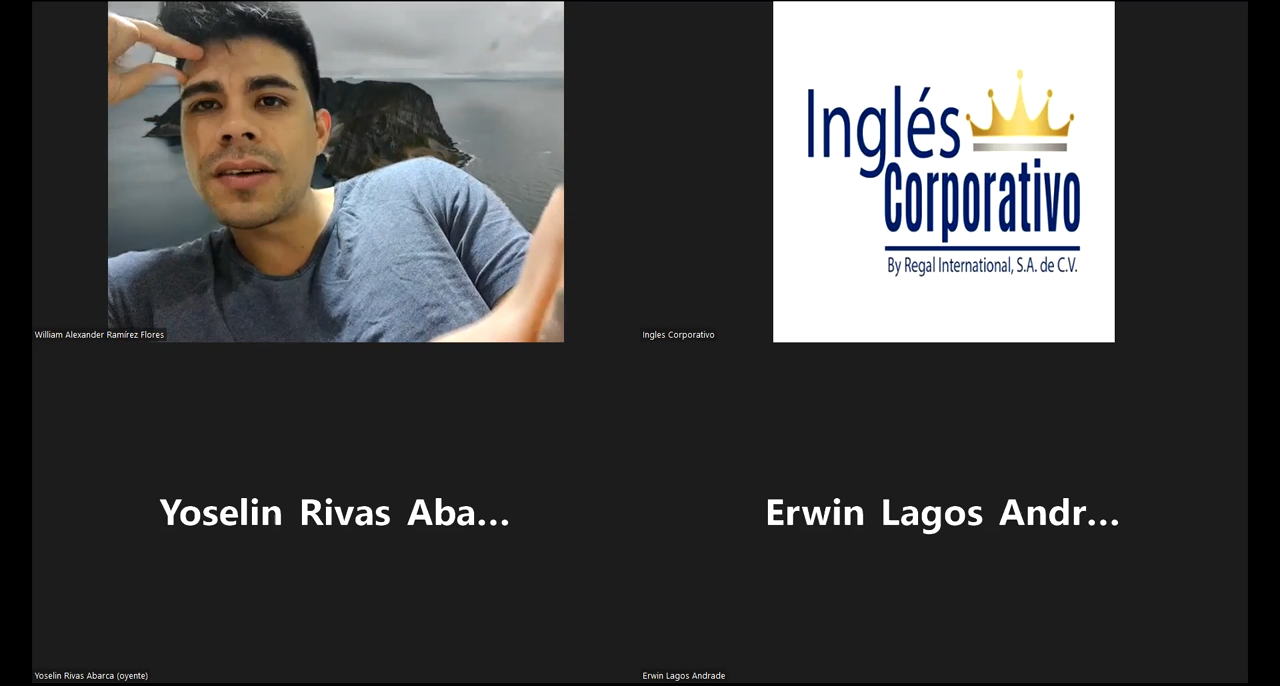 Inglés
Corporativo
By Regal International, S.A. de C.V.
William Alexander Ramírez Flores
Ingles Corporativo
Yoselin Rivas Aba...
Erwin Lagos Andr...
Yoselin Rivas Abarca (oyente)
Erwin Lagos Andrade